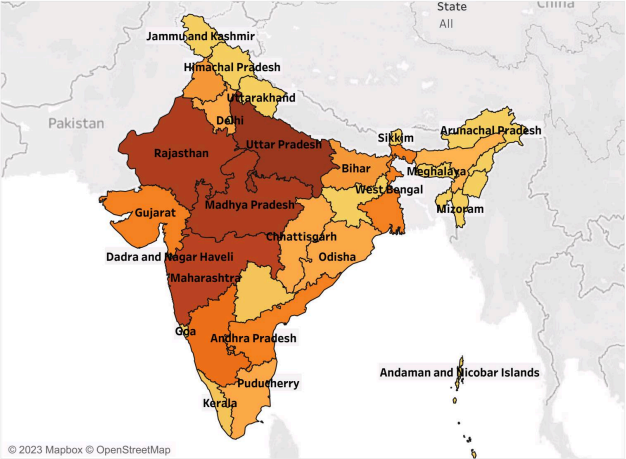 State
All
China
Jammu and Kashmir
Himachal Pradesh
Uttarakhand
Delhi
Pakistan
Rajasthan
Uttar Pradesh
Sikkim
Arunachal Pradesh
Bihar
Meghalaya
West Bengal
Mizoram
Gujarat
Madhya Pradesh
Chhattisgarh
Odisha
Dadra and Nagar Haveli
Maharashtra
Goa
Andhra Pradesh
Puducherry
Kerala
Andaman and Nicobar Islands
© 2023 Mapbox © OpenStreetMap